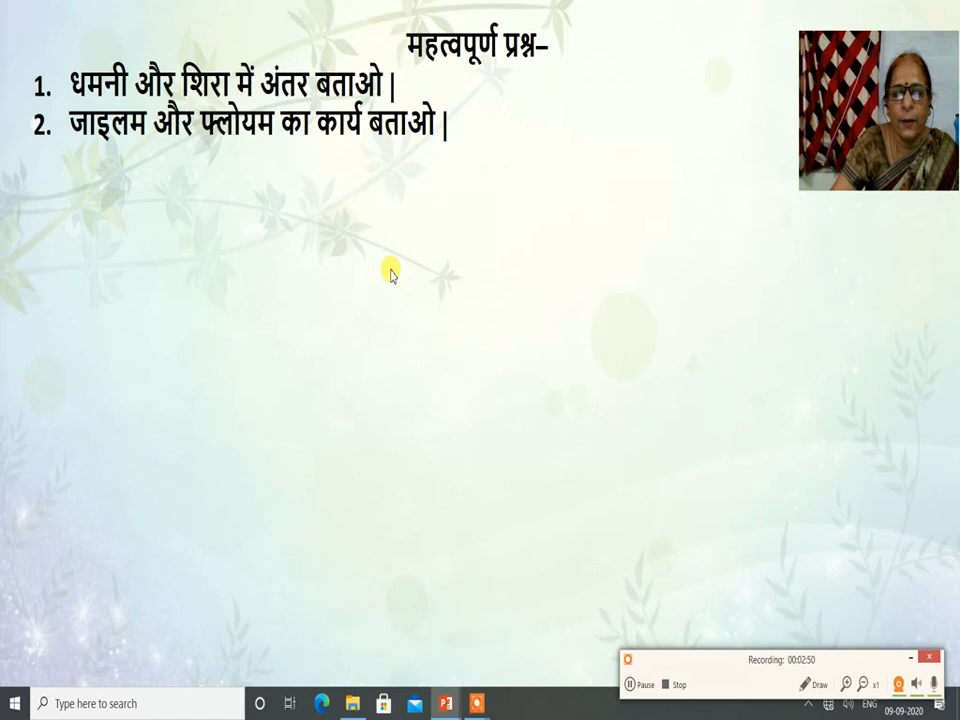 महत्वपूर्ण प्रश्न–
1. धमनी और शिरा में अंतर बताओ |
2. जाइलम और फ्लोयम का कार्य बताओ |
Recording: 00:02:50
Pause Stop Draw x1
Type here to search
ENG
09-09-2020